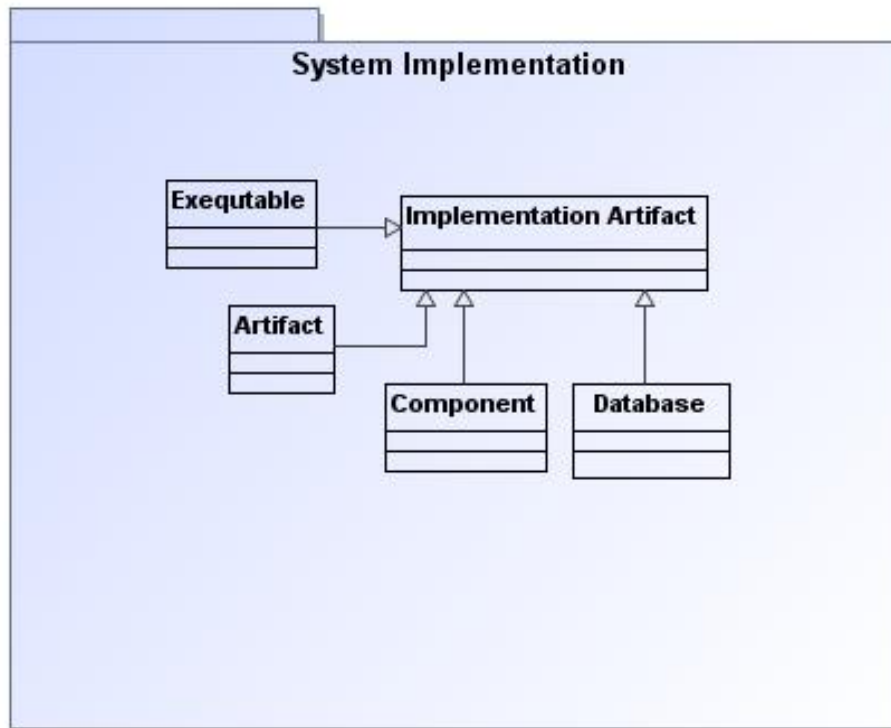 System Implementation
Exequtable
Implementation Artifact
Artifact
Component
Database